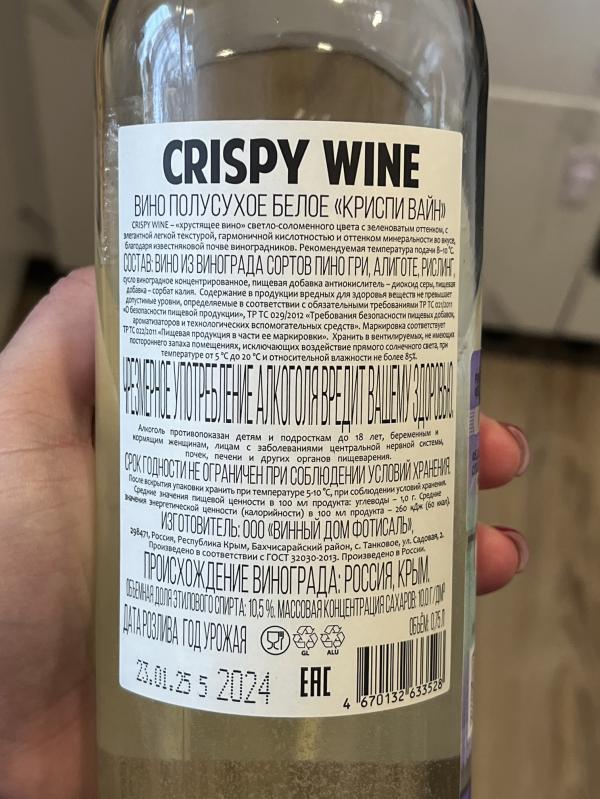 CRISPY WINE
ВИНО ПОЛУСУХОЕ БЕЛОЕ «КРИСПИ ВАЙН»
CRISPY WINE – «хрустящее вино» светло-соломенного цвета с зеленоватым оттенком, с
элегантной легкой текстурой, гармоничной кислотностью и оттенком минеральности во вкусе,
благодаря известняковой почве виноградников. Рекомендуемая температура подачи 8-10 °C.
СОСТАВ: ВИНО ИЗ ВИНОГРАДА СОРТОВ ПИНО ГРИ, АЛИГОТЕ, РИСЛИНГ,
сусло виноградное концентрированное, пищевая добавка антиокислитель – диоксид серы, пищевая
добавка – сорбат калия. Содержание в продукции вредных для здоровья веществ не превышает
допустимые уровни, определяемые в соответствии с обязательными требованиями ТР ТС 021/2011
«О безопасности пищевой продукции», ТР ТС 029/2012 «Требования безопасности пищевых добавок,
ароматизаторов и технологических вспомогательных средств». Маркировка соответствует
ТР ТС 022/2011 «Пищевая продукция в части ее маркировки». Хранить в вентилируемых, не имеющих
постороннего запаха помещениях, исключающих воздействие прямого солнечного света, при
температуре от 5 °C до 20 °C и относительной влажности не более 85%.
ЧРЕЗМЕРНОЕ УПОТРЕБЛЕНИЕ АЛКОГОЛЯ ВРЕДИТ ВАШЕМУ ЗДОРОВЬЮ
Алкоголь противопоказан детям и подросткам до 18 лет, беременным и
кормящим женщинам, лицам с заболеваниями центральной нервной системы,
почек, печени и других органов пищеварения.
СРОК ГОДНОСТИ НЕ ОГРАНИЧЕН ПРИ СОБЛЮДЕНИИ УСЛОВИЙ ХРАНЕНИЯ.
После вскрытия упаковки хранить при температуре 5-10 °C, при соблюдении условий хранения.
Средние значения пищевой ценности в 100 мл продукта: углеводы – 1,0 г. Средние
значения энергетической ценности (калорийности) в 100 мл продукта – 260 кДж (60 ккал).
ИЗГОТОВИТЕЛЬ: ООО «ВИННЫЙ ДОМ ФОТИСАЛЬ»,
298471, Россия, Республика Крым, Бахчисарайский район, с. Танковое, ул. Садовая, 2.
Произведено в соответствии с ГОСТ 32030-2013. Произведено в России.
ПРОИСХОЖДЕНИЕ ВИНОГРАДА: РОССИЯ, КРЫМ.
ОБЪЕМНАЯ ДОЛЯ ЭТИЛОВОГО СПИРТА: 10,5 %. МАССОВАЯ КОНЦЕНТРАЦИЯ САХАРОВ: 10,0 Г/ДМ³
ОБЪЁМ: 0,75 Л
ДАТА РОЗЛИВА ГОД УРОЖАЯ
GL ALU
23.01.25 5 2024
EAC
4 670132 633528